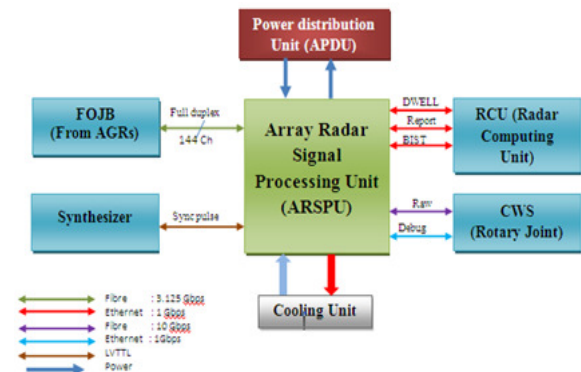 Power distribution
Unit (APDU)
FOJB
(From AGRs)
Full duplex
144 Ch
Array Radar
Signal
Processing Unit
(ARSPU)
DWELL
Report
BIST
RCU (Radar
Computing
Unit)
Synthesizer
Sync pulse
Raw
Debug
CWS
(Rotary Joint)
Cooling Unit
Fibre : 3.125 Gbps
Ethernet : 1 Gbps
Fibre : 10 Gbps
Ethernet : 1Gbps
LVTTL
Power